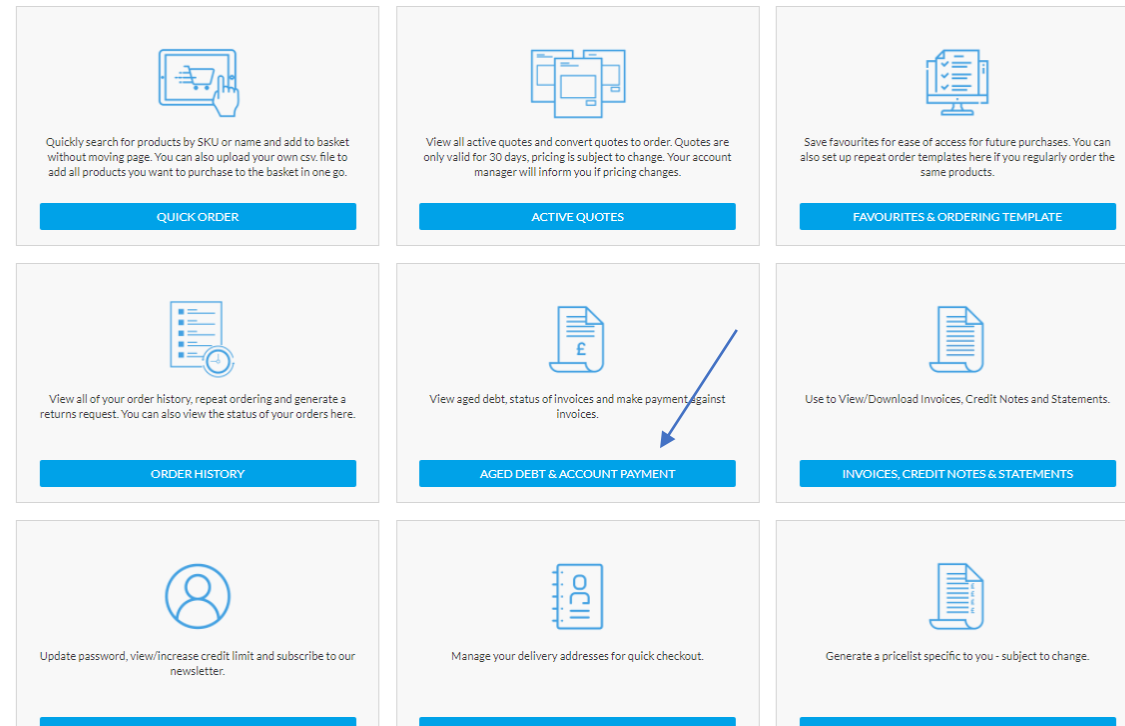 Quickly search for products by SKU or name and add to basket
without moving page. You can also upload your own csv. file to
add all products you want to purchase to the basket in one go.
QUICK ORDER
View all active quotes and convert quotes to order. Quotes are
only valid for 30 days, pricing is subject to change. Your account
manager will inform you if pricing changes.
ACTIVE QUOTES
Save favourites for ease of access for future purchases. You can
also set up repeat order templates here if you regularly order the
same products.
FAVOURITES & ORDERING TEMPLATE
View all of your order history, repeat ordering and generate a
returns request. You can also view the status of your orders here.
ORDER HISTORY
£
View aged debt, status of invoices and make payment against
invoices.
AGED DEBT & ACCOUNT PAYMENT
Use to View/Download Invoices, Credit Notes and Statements.
INVOICES, CREDIT NOTES & STATEMENTS
Update password, view/increase credit limit and subscribe to our
newsletter.
Manage your delivery addresses for quick checkout.
£
£
£
£
Generate a pricelist specific to you - subject to change.